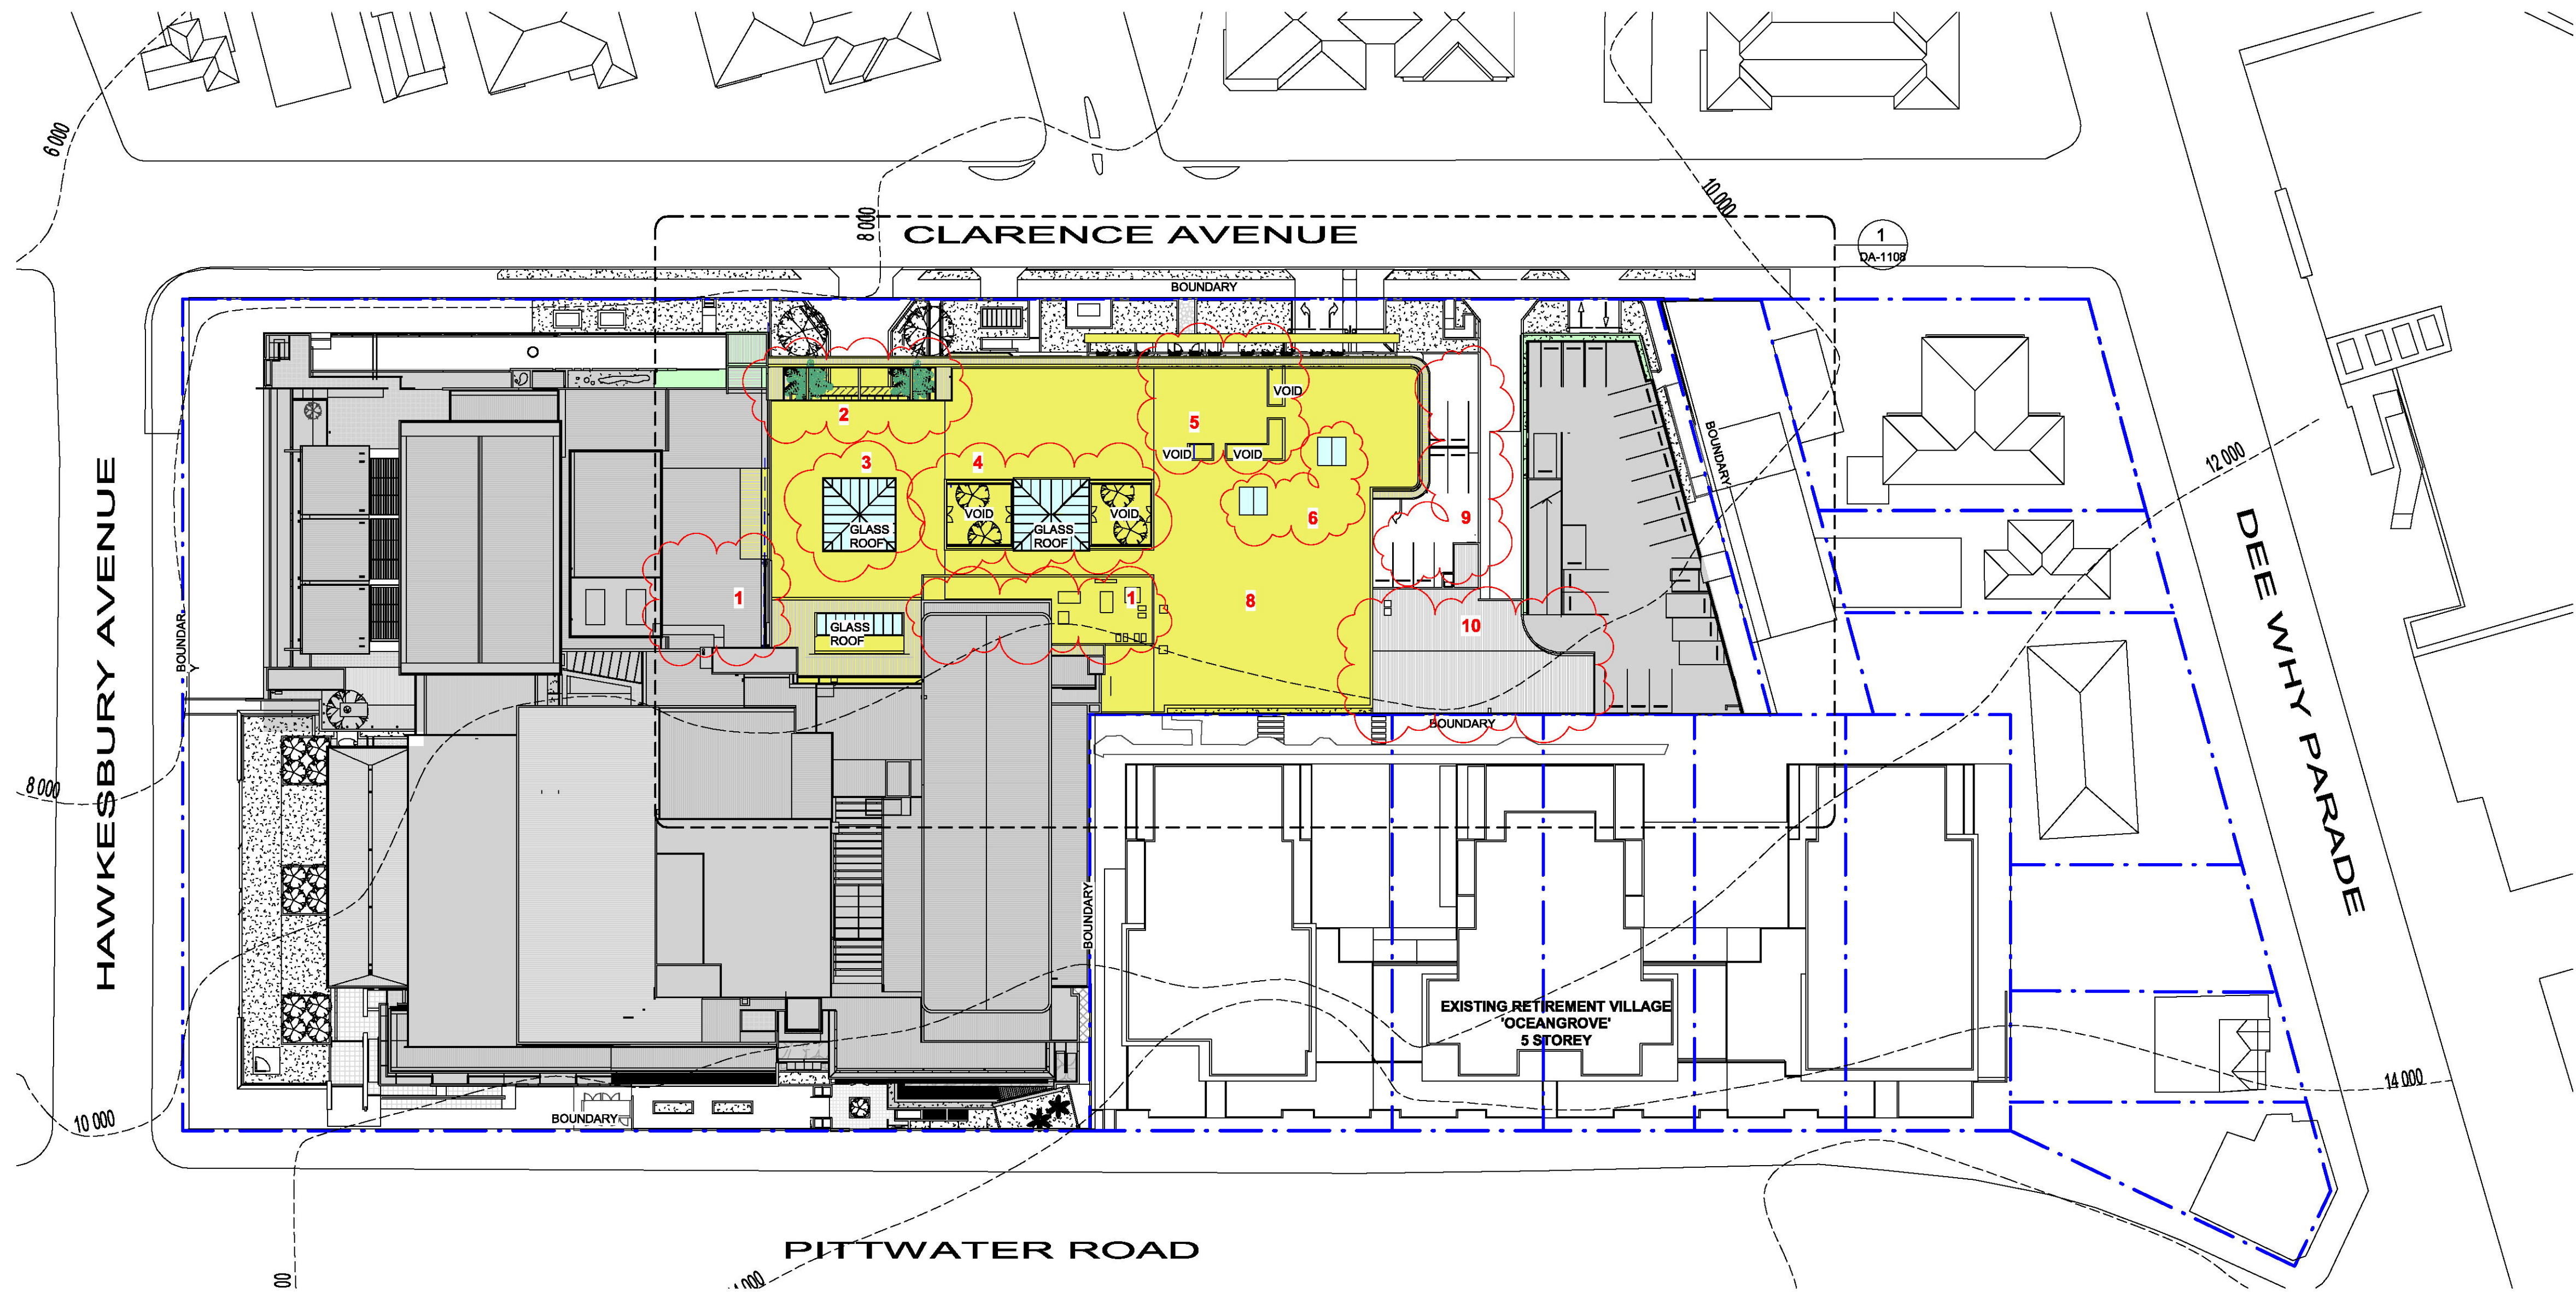 6 000
8 000
10 000
CLARENCE AVENUE
1
DA-1108
BOUNDARY
VOID
2
5
BOUNDARY
3
4
VOID
VOID
12 000
VOID
GLASS
ROOF
VOID
GLASS
ROOF
6
9
HAWKESBURY AVENUE
DEE WHY PARADE
1
1
8
10
GLASS
ROOF
BOUNDAR
Y
BOUNDARY
8 000
BOUNDARY
EXISTING RETIREMENT VILLAGE
'OCEANGROVE'
5 STOREY
14 000
10 000
BOUNDARY
PITTWATER ROAD
00
000